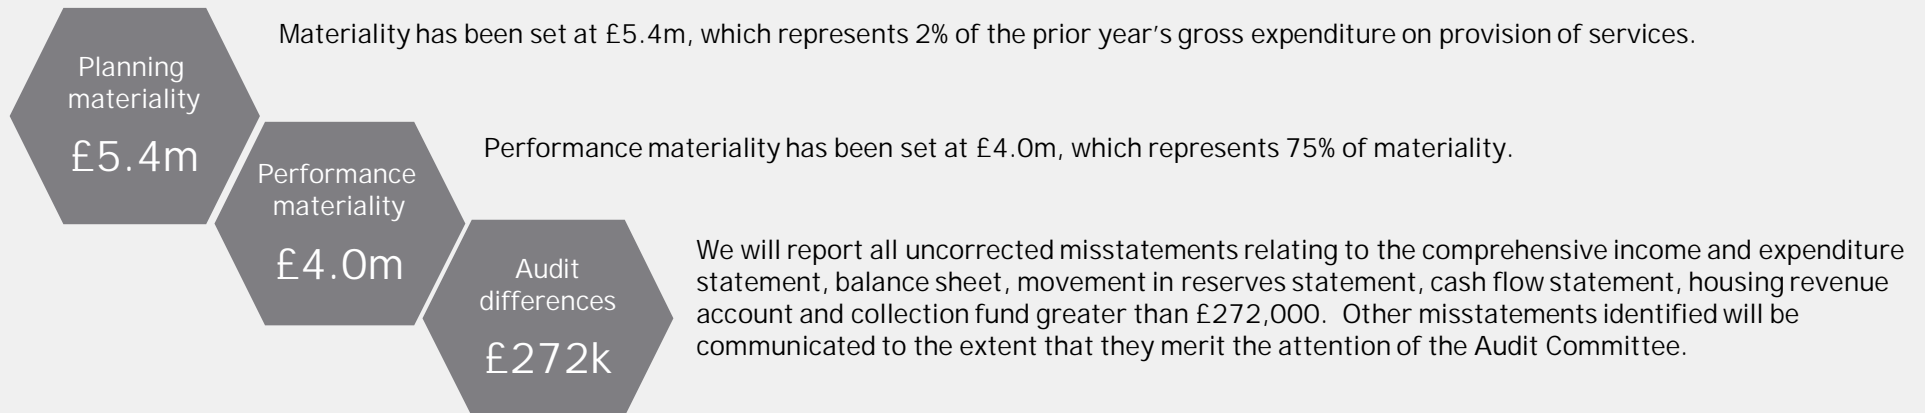 Planning
materiality
£5.4m
Materiality has been set at £5.4m, which represents 2% of the prior year’s gross expenditure on provision of services.
Performance
materiality
£4.0m
Performance materiality has been set at £4.0m, which represents 75% of materiality.
Audit
differences
£272k
We will report all uncorrected misstatements relating to the comprehensive income and expenditure
statement, balance sheet, movement in reserves statement, cash flow statement, housing revenue
account and collection fund greater than £272,000.  Other misstatements identified will be
communicated to the extent that they merit the attention of the Audit Committee.